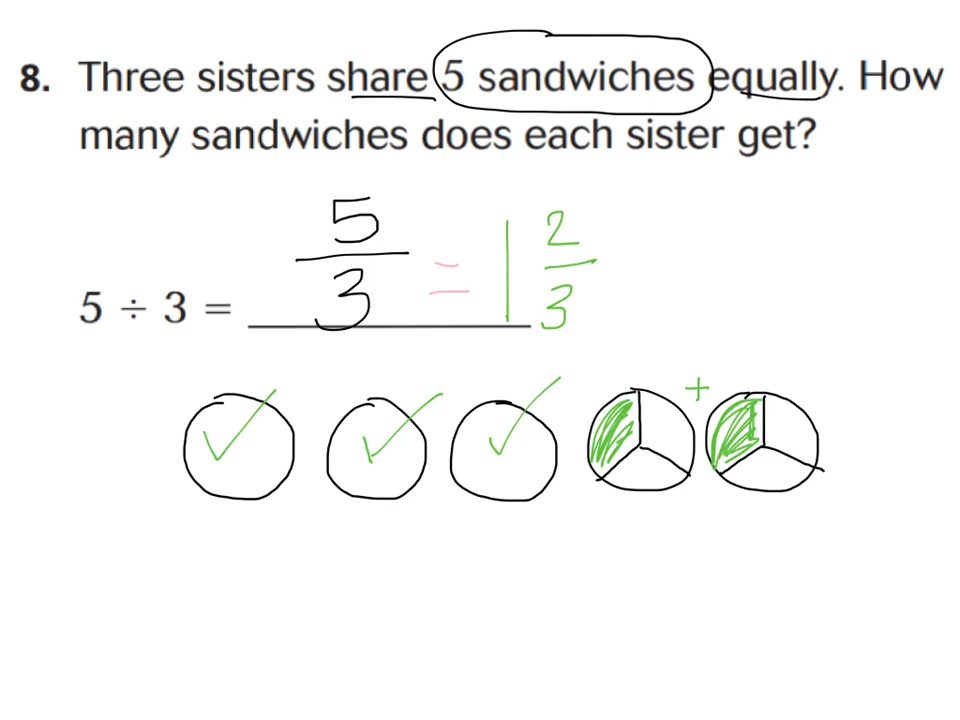 8. Three sisters share 5 sandwiches equally. How
many sandwiches does each sister get?
5 ÷ 3 = 5/3 = 1 2/3
+